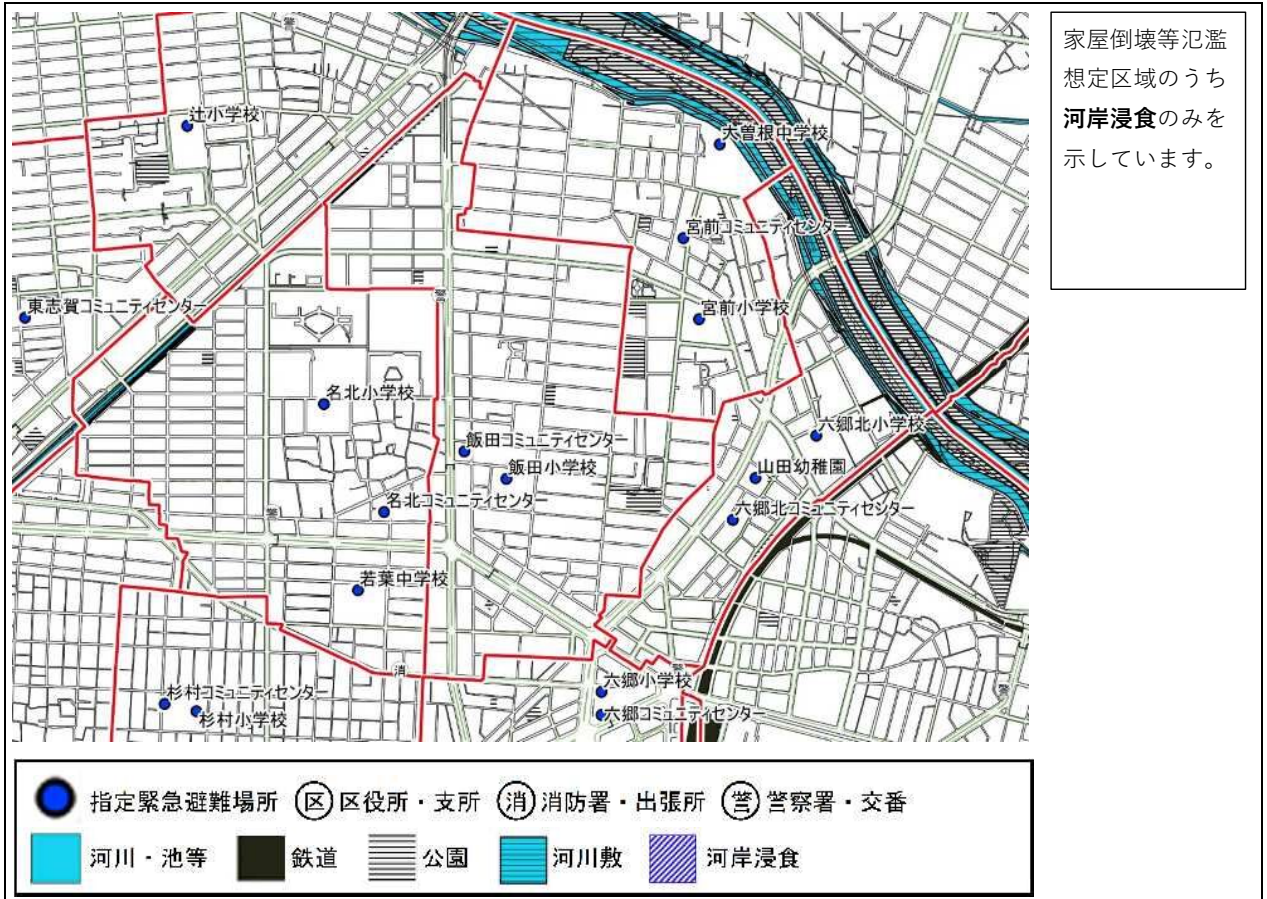 家屋倒壊等氾濫
想定区域のうち
河岸浸食のみを
示しています。
警
辻小学校
大曽根中学校
宮前コミュニティセンター
東志賀コミュニティセンター
警
宮前小学校
名北小学校
六郷北小学校
飯田コミュニティセンター
飯田小学校
山田幼稚園
名北コミュニティセンター
警
六郷北コミュニティセンター
若葉中学校
消
警
六郷小学校
警
杉村コミュニティセンター
杉村小学校
六郷コミュニティセンター
指定緊急避難場所 区 区役所・支所 消 消防署・出張所 警 警察署・交番
河川・池等 鉄道 公園 河川敷 河岸浸食